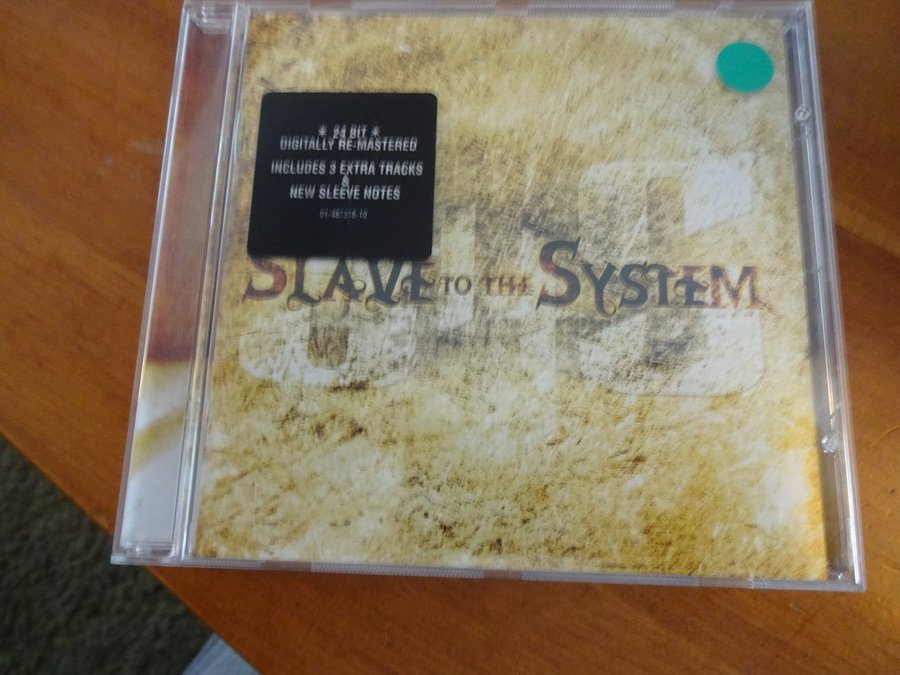 * 24 BIT *
DIGITALLY RE-MASTERED
INCLUDES 3 EXTRA TRACKS
&
NEW SLEEVE NOTES
SLAVE TO THE SYSTEM